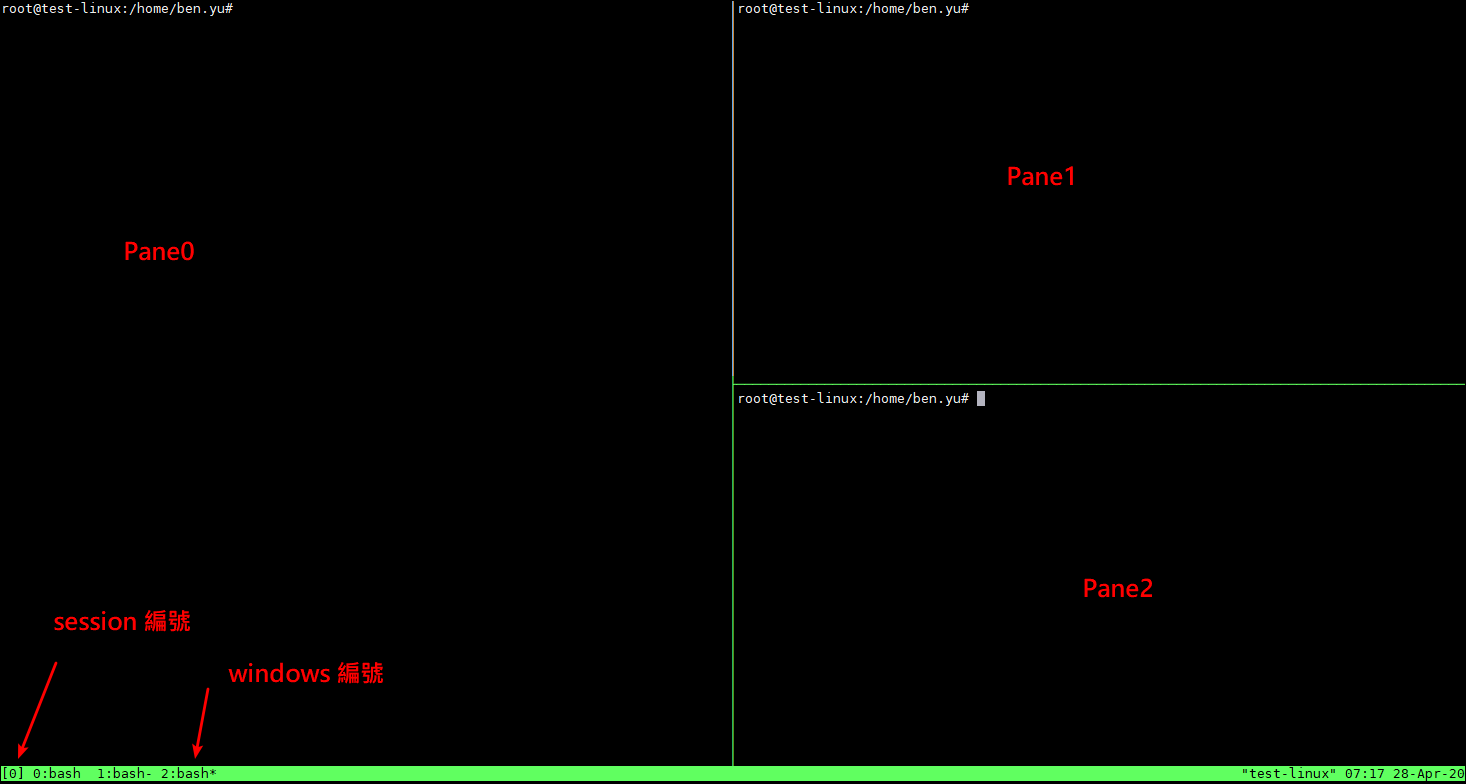 root@test-linux:/home/ben.yu#
root@test-linux:/home/ben.yu#
Pane1
Pane0
root@test-linux:/home/ben.yu#
Pane2
session 編號
windows 編號
[0] 0:bash  1:bash- 2:bash*
"test-linux" 07:17 28-Apr-20